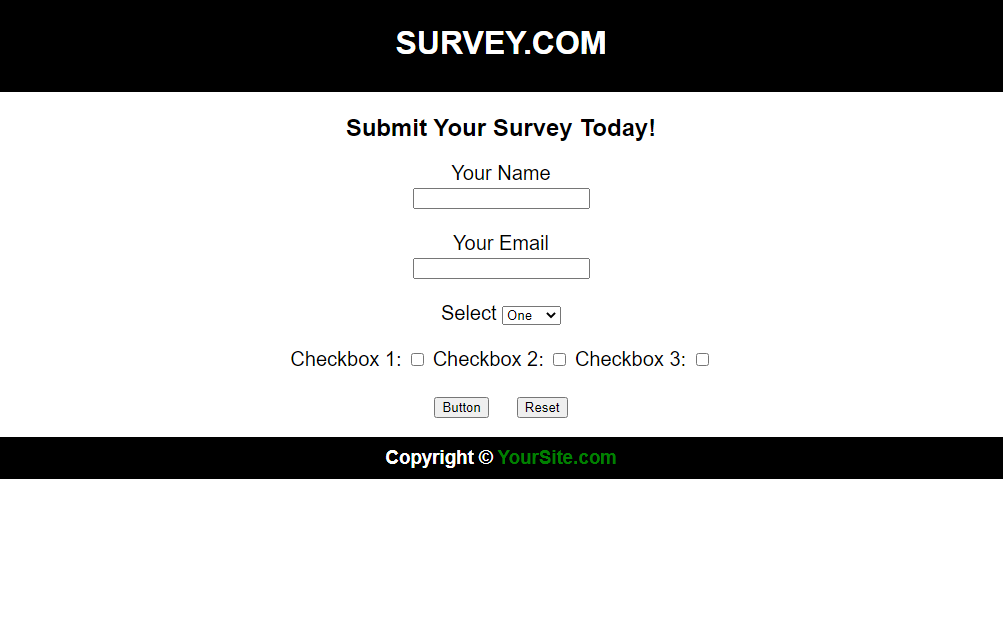 SURVEY.COM
Submit Your Survey Today!
Your Name
Your Email
Select One
Checkbox 1: Checkbox 2: Checkbox 3:
Button Reset
Copyright © YourSite.com